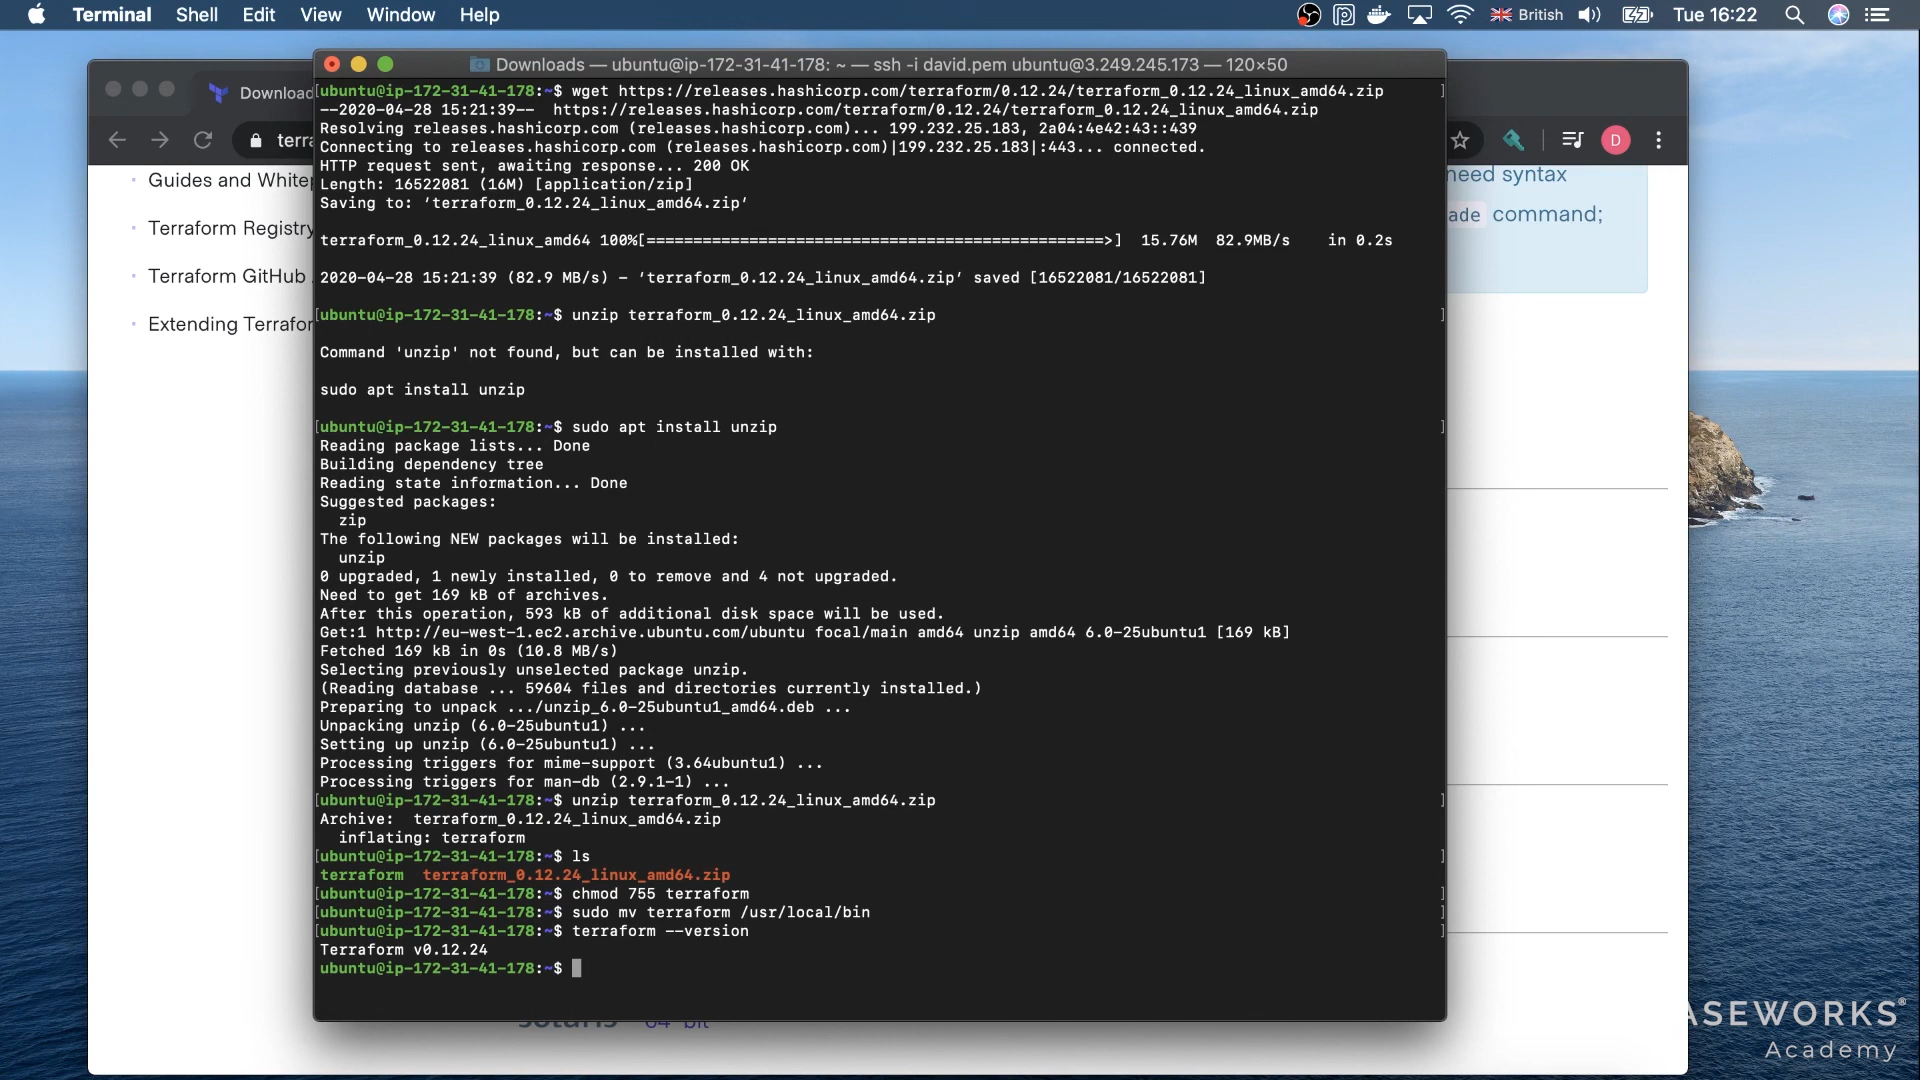 Terminal Shell Edit View Window Help British Tue 16:22
Downloads — ubuntu@ip-172-31-41-178: ~ — ssh -i david.pem ubuntu@3.249.245.173 — 120×50
Download
terra
D
Guides and Whitep
Terraform Registry
Terraform GitHub
Extending Terrafor
need syntax
ade command;
ubuntu@ip-172-31-41-178:~$ wget https://releases.hashicorp.com/terraform/0.12.24/terraform_0.12.24_linux_amd64.zip
--2020-04-28 15:21:39--  https://releases.hashicorp.com/terraform/0.12.24/terraform_0.12.24_linux_amd64.zip
Resolving releases.hashicorp.com (releases.hashicorp.com)... 199.232.25.183, 2a04:4e42:43::439
Connecting to releases.hashicorp.com (releases.hashicorp.com)|199.232.25.183|:443... connected.
HTTP request sent, awaiting response... 200 OK
Length: 16522081 (16M) [application/zip]
Saving to: ‘terraform_0.12.24_linux_amd64.zip’
terraform_0.12.24_linux_amd64 100%[=================================================>]  15.76M  82.9MB/s    in 0.2s
2020-04-28 15:21:39 (82.9 MB/s) - ‘terraform_0.12.24_linux_amd64.zip’ saved [16522081/16522081]
ubuntu@ip-172-31-41-178:~$ unzip terraform_0.12.24_linux_amd64.zip
Command 'unzip' not found, but can be installed with:
sudo apt install unzip
ubuntu@ip-172-31-41-178:~$ sudo apt install unzip
Reading package lists... Done
Building dependency tree
Reading state information... Done
Suggested packages:
  zip
The following NEW packages will be installed:
  unzip
0 upgraded, 1 newly installed, 0 to remove and 4 not upgraded.
Need to get 169 kB of archives.
After this operation, 593 kB of additional disk space will be used.
Get:1 http://eu-west-1.ec2.archive.ubuntu.com/ubuntu focal/main amd64 unzip amd64 6.0-25ubuntu1 [169 kB]
Fetched 169 kB in 0s (10.8 MB/s)
Selecting previously unselected package unzip.
(Reading database ... 59604 files and directories currently installed.)
Preparing to unpack .../unzip_6.0-25ubuntu1_amd64.deb ...
Unpacking unzip (6.0-25ubuntu1) ...
Setting up unzip (6.0-25ubuntu1) ...
Processing triggers for mime-support (3.64ubuntu1) ...
Processing triggers for man-db (2.9.1-1) ...
ubuntu@ip-172-31-41-178:~$ unzip terraform_0.12.24_linux_amd64.zip
Archive:  terraform_0.12.24_linux_amd64.zip
  inflating: terraform
ubuntu@ip-172-31-41-178:~$ ls
terraform  terraform_0.12.24_linux_amd64.zip
ubuntu@ip-172-31-41-178:~$ chmod 755 terraform
ubuntu@ip-172-31-41-178:~$ sudo mv terraform /usr/local/bin
ubuntu@ip-172-31-41-178:~$ terraform --version
Terraform v0.12.24
ubuntu@ip-172-31-41-178:~$
ASEWORKS®
Academy